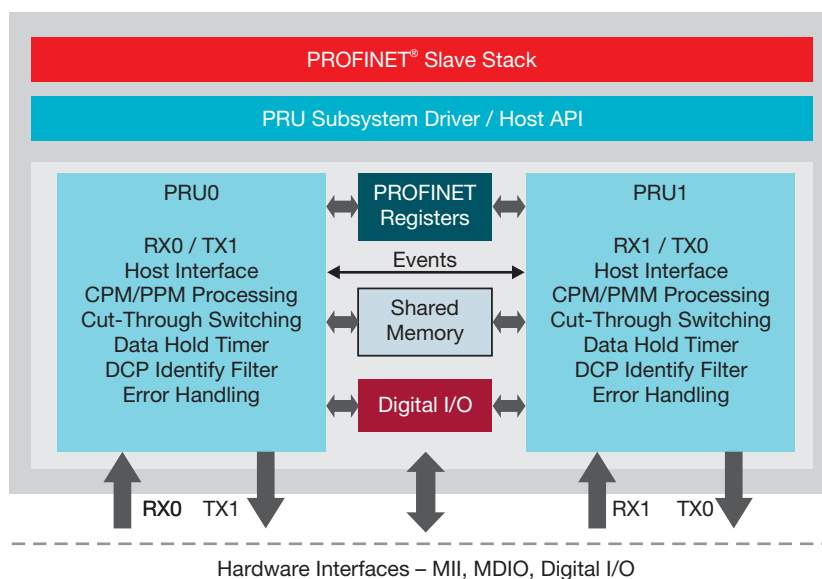 PROFINET® Slave Stack
PRU Subsystem Driver / Host API
PRU0
RX0 / TX1
Host Interface
CPM/PPM Processing
Cut-Through Switching
Data Hold Timer
DCP Identify Filter
Error Handling
PROFINET
Registers
Events
Shared
Memory
Digital I/O
PRU1
RX1 / TX0
Host Interface
CPM/PMM Processing
Cut-Through Switching
Data Hold Timer
DCP Identify Filter
Error Handling
RX0 TX1
RX1 TX0
Hardware Interfaces – MII, MDIO, Digital I/O